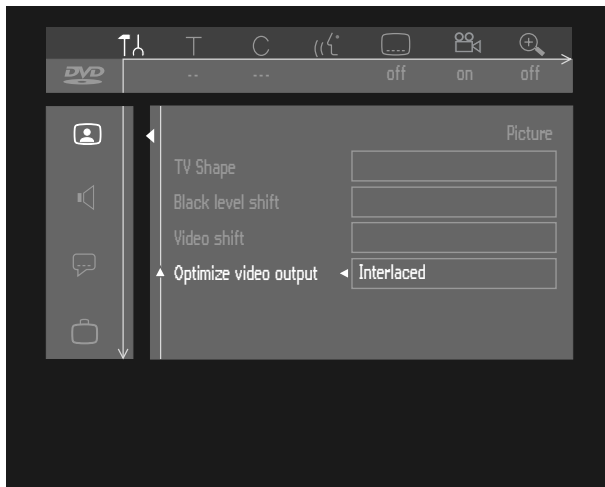 T C
DVD -- --- off on off
Picture
TV Shape
Black level shift
Video shift
Optimize video output Interlaced